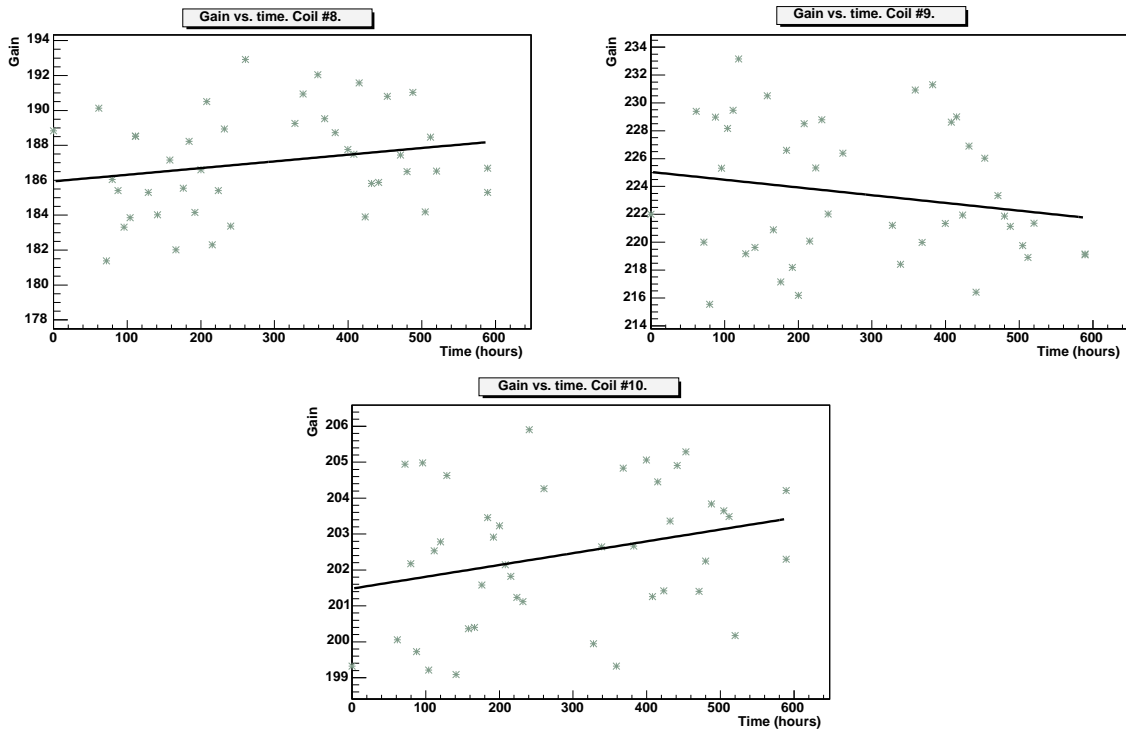 Gain vs. time. Coil #8.
Gain
194
192
190
188
186
184
182
180
178
0 100 200 300 400 500 600
Time (hours)
Gain vs. time. Coil #9.
Gain
234
232
230
228
226
224
222
220
218
216
214
0 100 200 300 400 500 600
Time (hours)
Gain vs. time. Coil #10.
Gain
206
205
204
203
202
201
200
199
0 100 200 300 400 500 600
Time (hours)